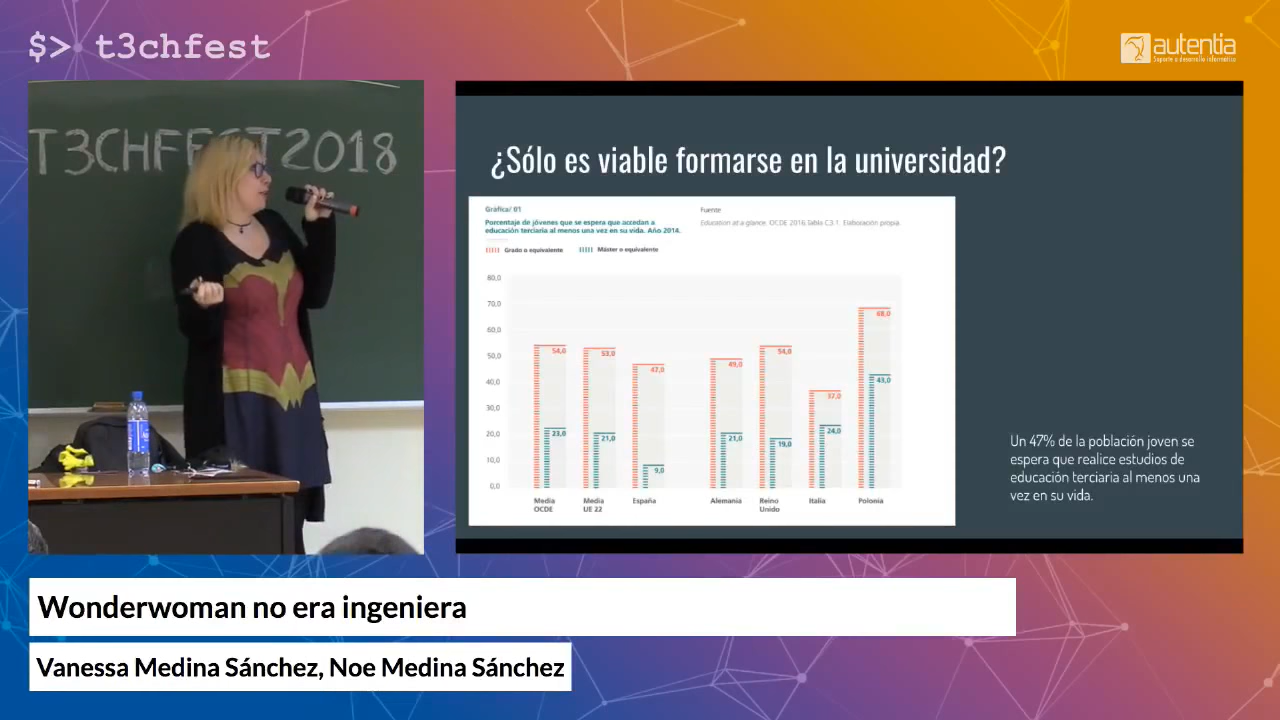 $> t3chfest
autentia
Soporte a desarrollo informático
T3CHFEST2018
¿Sólo es viable formarse en la universidad?
Gráfica/ 01
Porcentaje de jóvenes que se espera que accedan a
educación terciaria al menos una vez en su vida. Año 2014.
Fuente
Education at a glance. OCDE 2016.Tabla C3.1. Elaboración propia.
Grado o equivalente
Máster o equivalente
80,0
70,0
60,0
50,0
40,0
30,0
20,0
10,0
0,0
54,0
23,0
53,0
21,0
47,0
9,0
49,0
21,0
54,0
19,0
37,0
24,0
68,0
43,0
Media
OCDE
Media
UE 22
España
Alemania
Reino
Unido
Italia
Polonia
Un 47% de la población joven se
espera que realice estudios de
educación terciaria al menos una
vez en su vida.
Wonderwoman no era ingeniera
Vanessa Medina Sánchez, Noe Medina Sánchez